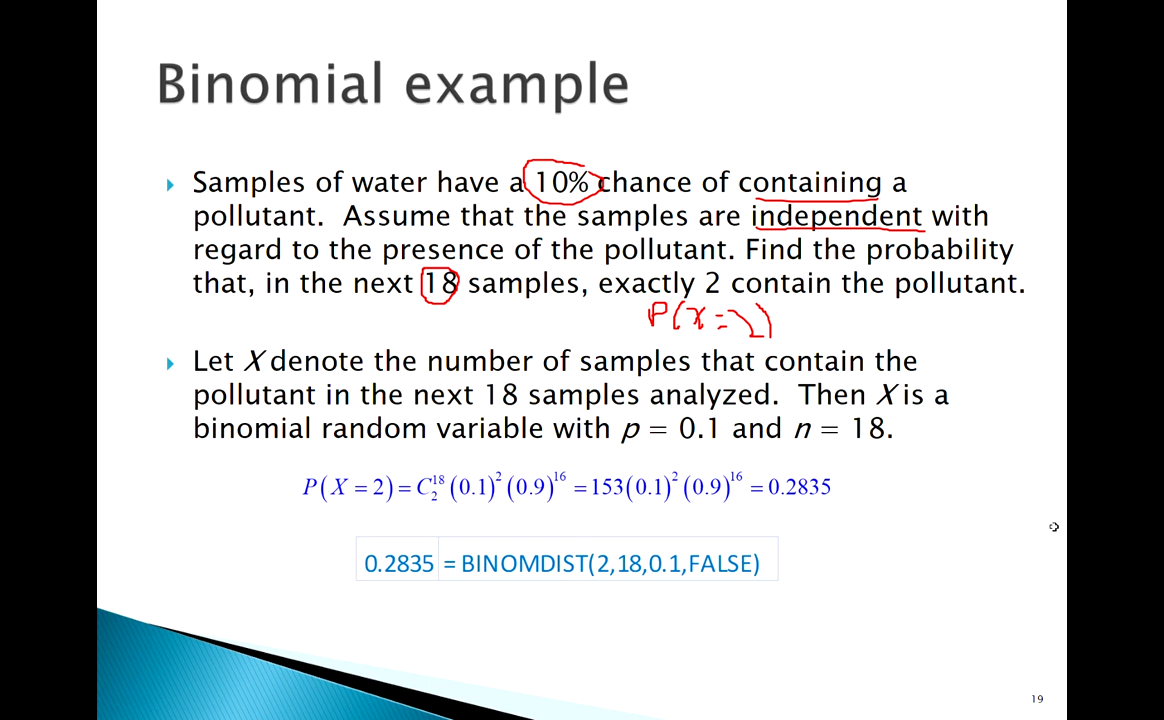 Binomial example
Samples of water have a 10% chance of containing a
pollutant. Assume that the samples are independent with
regard to the presence of the pollutant. Find the probability
that, in the next 18 samples, exactly 2 contain the pollutant.
P(x=2)
Let X denote the number of samples that contain the
pollutant in the next 18 samples analyzed. Then X is a
binomial random variable with p = 0.1 and n = 18.
P(X = 2) = C₂¹⁸ (0.1)² (0.9)¹⁶ = 153(0.1)² (0.9)¹⁶ = 0.2835
0.2835 = BINOMDIST(2,18,0.1,FALSE)
19